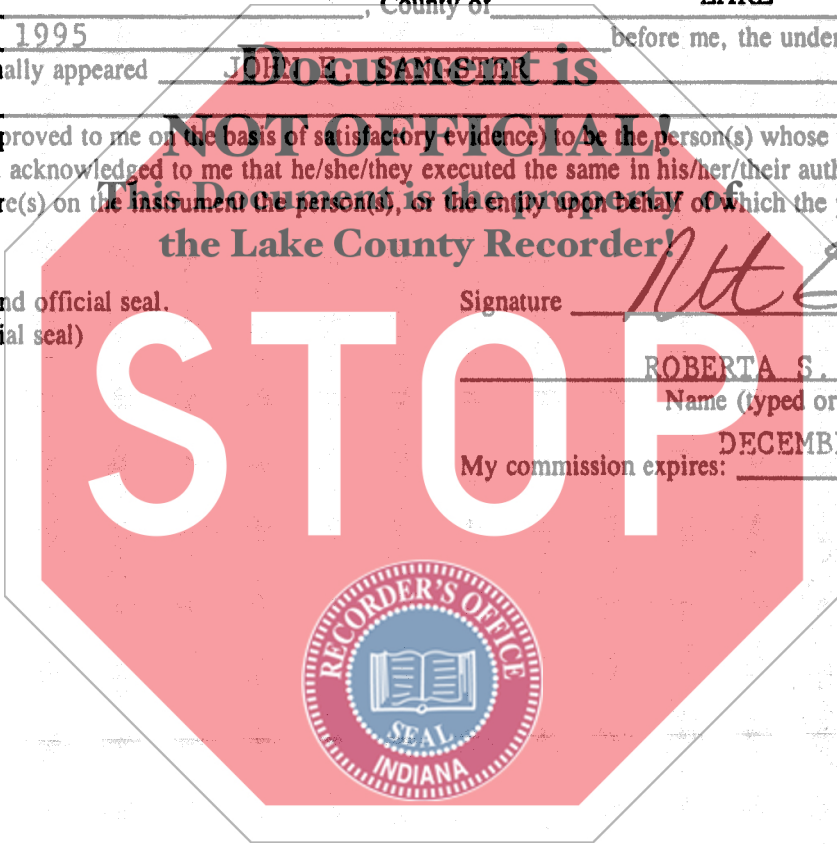 , County of LAKE
1995 before me, the under
ally appeared JOHN E SANGSTER
Document is
NOT OFFICIAL!
proved to me on the basis of satisfactory evidence) to be the person(s) whose
acknowledged to me that he/she/they executed the same in his/her/their auth
This Document is the property of
re(s) on the instrument the person(s), or the entity upon behalf of which the
the Lake County Recorder!
nd official seal. Signature
ial seal)
STOP
ROBERTA S.
Name (typed or
DECEMB
My commission expires:
RECORDER'S OFFICE
SEAL
INDIANA